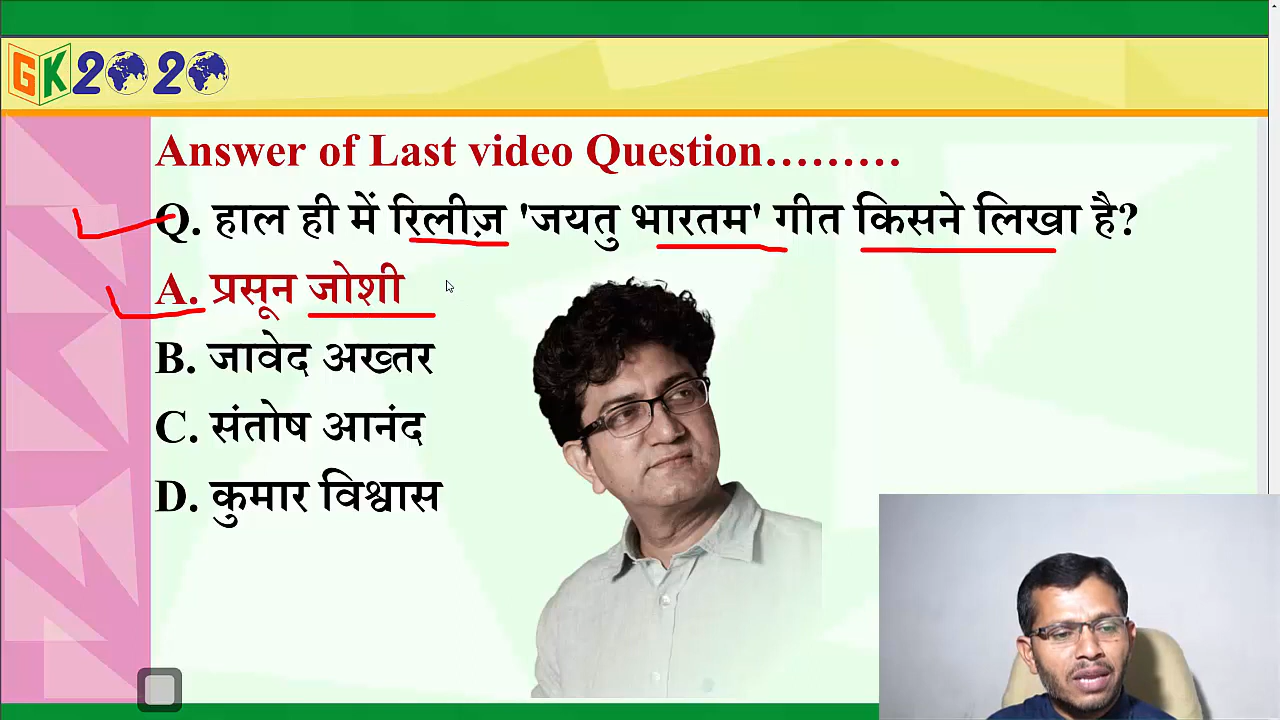 GK2020
Answer of Last video Question.........
Q. हाल ही में रिलीज़ 'जयतु भारतम' गीत किसने लिखा है?
A. प्रसून जोशी
B. जावेद अख्तर
C. संतोष आनंद
D. कुमार विश्वास